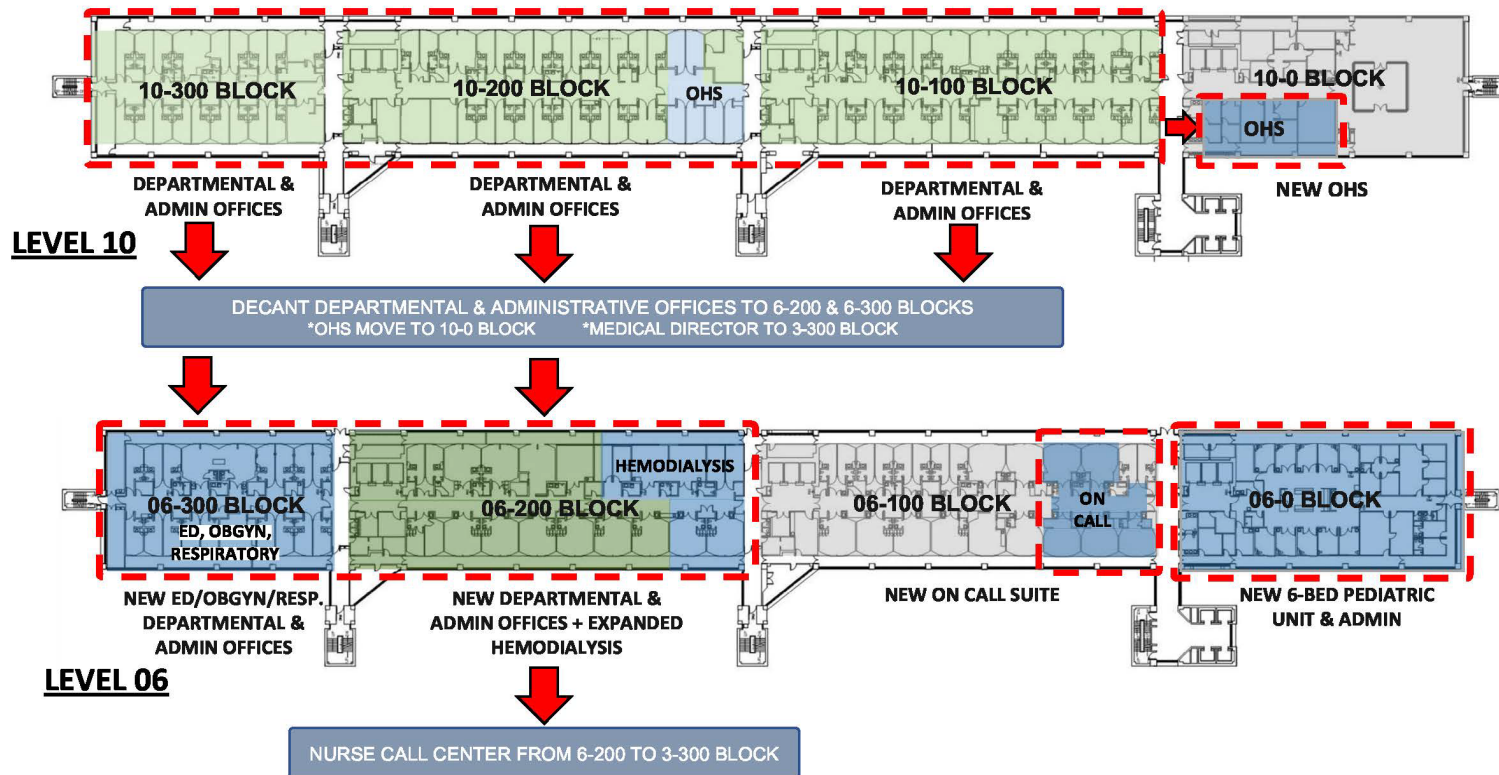 10-300 BLOCK
10-200 BLOCK
OHS
10-100 BLOCK
10-0 BLOCK
OHS
DEPARTMENTAL &
ADMIN OFFICES
DEPARTMENTAL &
ADMIN OFFICES
DEPARTMENTAL &
ADMIN OFFICES
NEW OHS
LEVEL 10
DECANT DEPARTMENTAL & ADMINISTRATIVE OFFICES TO 6-200 & 6-300 BLOCKS
*OHS MOVE TO 10-0 BLOCK *MEDICAL DIRECTOR TO 3-300 BLOCK
06-300 BLOCK
ED, OBGYN,
RESPIRATORY
HEMODIALYSIS
06-200 BLOCK
06-100 BLOCK
ON
CALL
06-0 BLOCK
NEW ED/OBGYN/RESP.
DEPARTMENTAL &
ADMIN OFFICES
NEW DEPARTMENTAL &
ADMIN OFFICES + EXPANDED
HEMODIALYSIS
NEW ON CALL SUITE
NEW 6-BED PEDIATRIC
UNIT & ADMIN
LEVEL 06
NURSE CALL CENTER FROM 6-200 TO 3-300 BLOCK